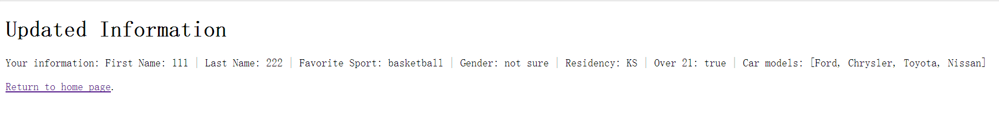 Updated Information
Your information: First Name: 111 | Last Name: 222 | Favorite Sport: basketball | Gender: not sure | Residency: KS | Over 21: true | Car models: [Ford, Chrysler, Toyota, Nissan]
Return to home page.